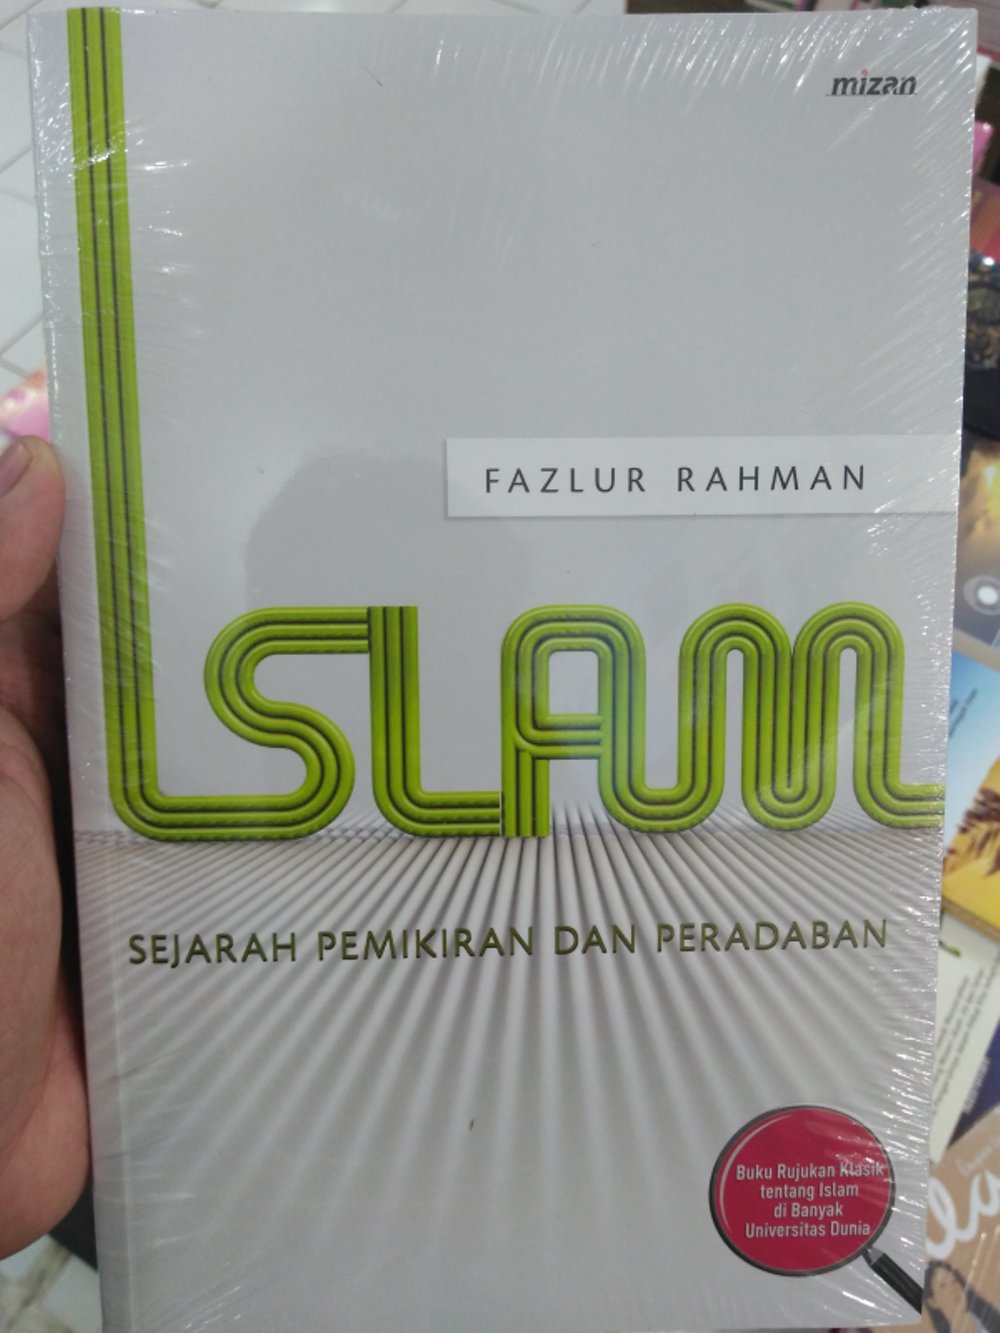 mizan
FAZLUR RAHMAN
ISLAM
SEJARAH PEMIKIRAN DAN PERADABAN
Buku Rujukan Klasik
tentang Islam
di Banyak
Universitas Dunia